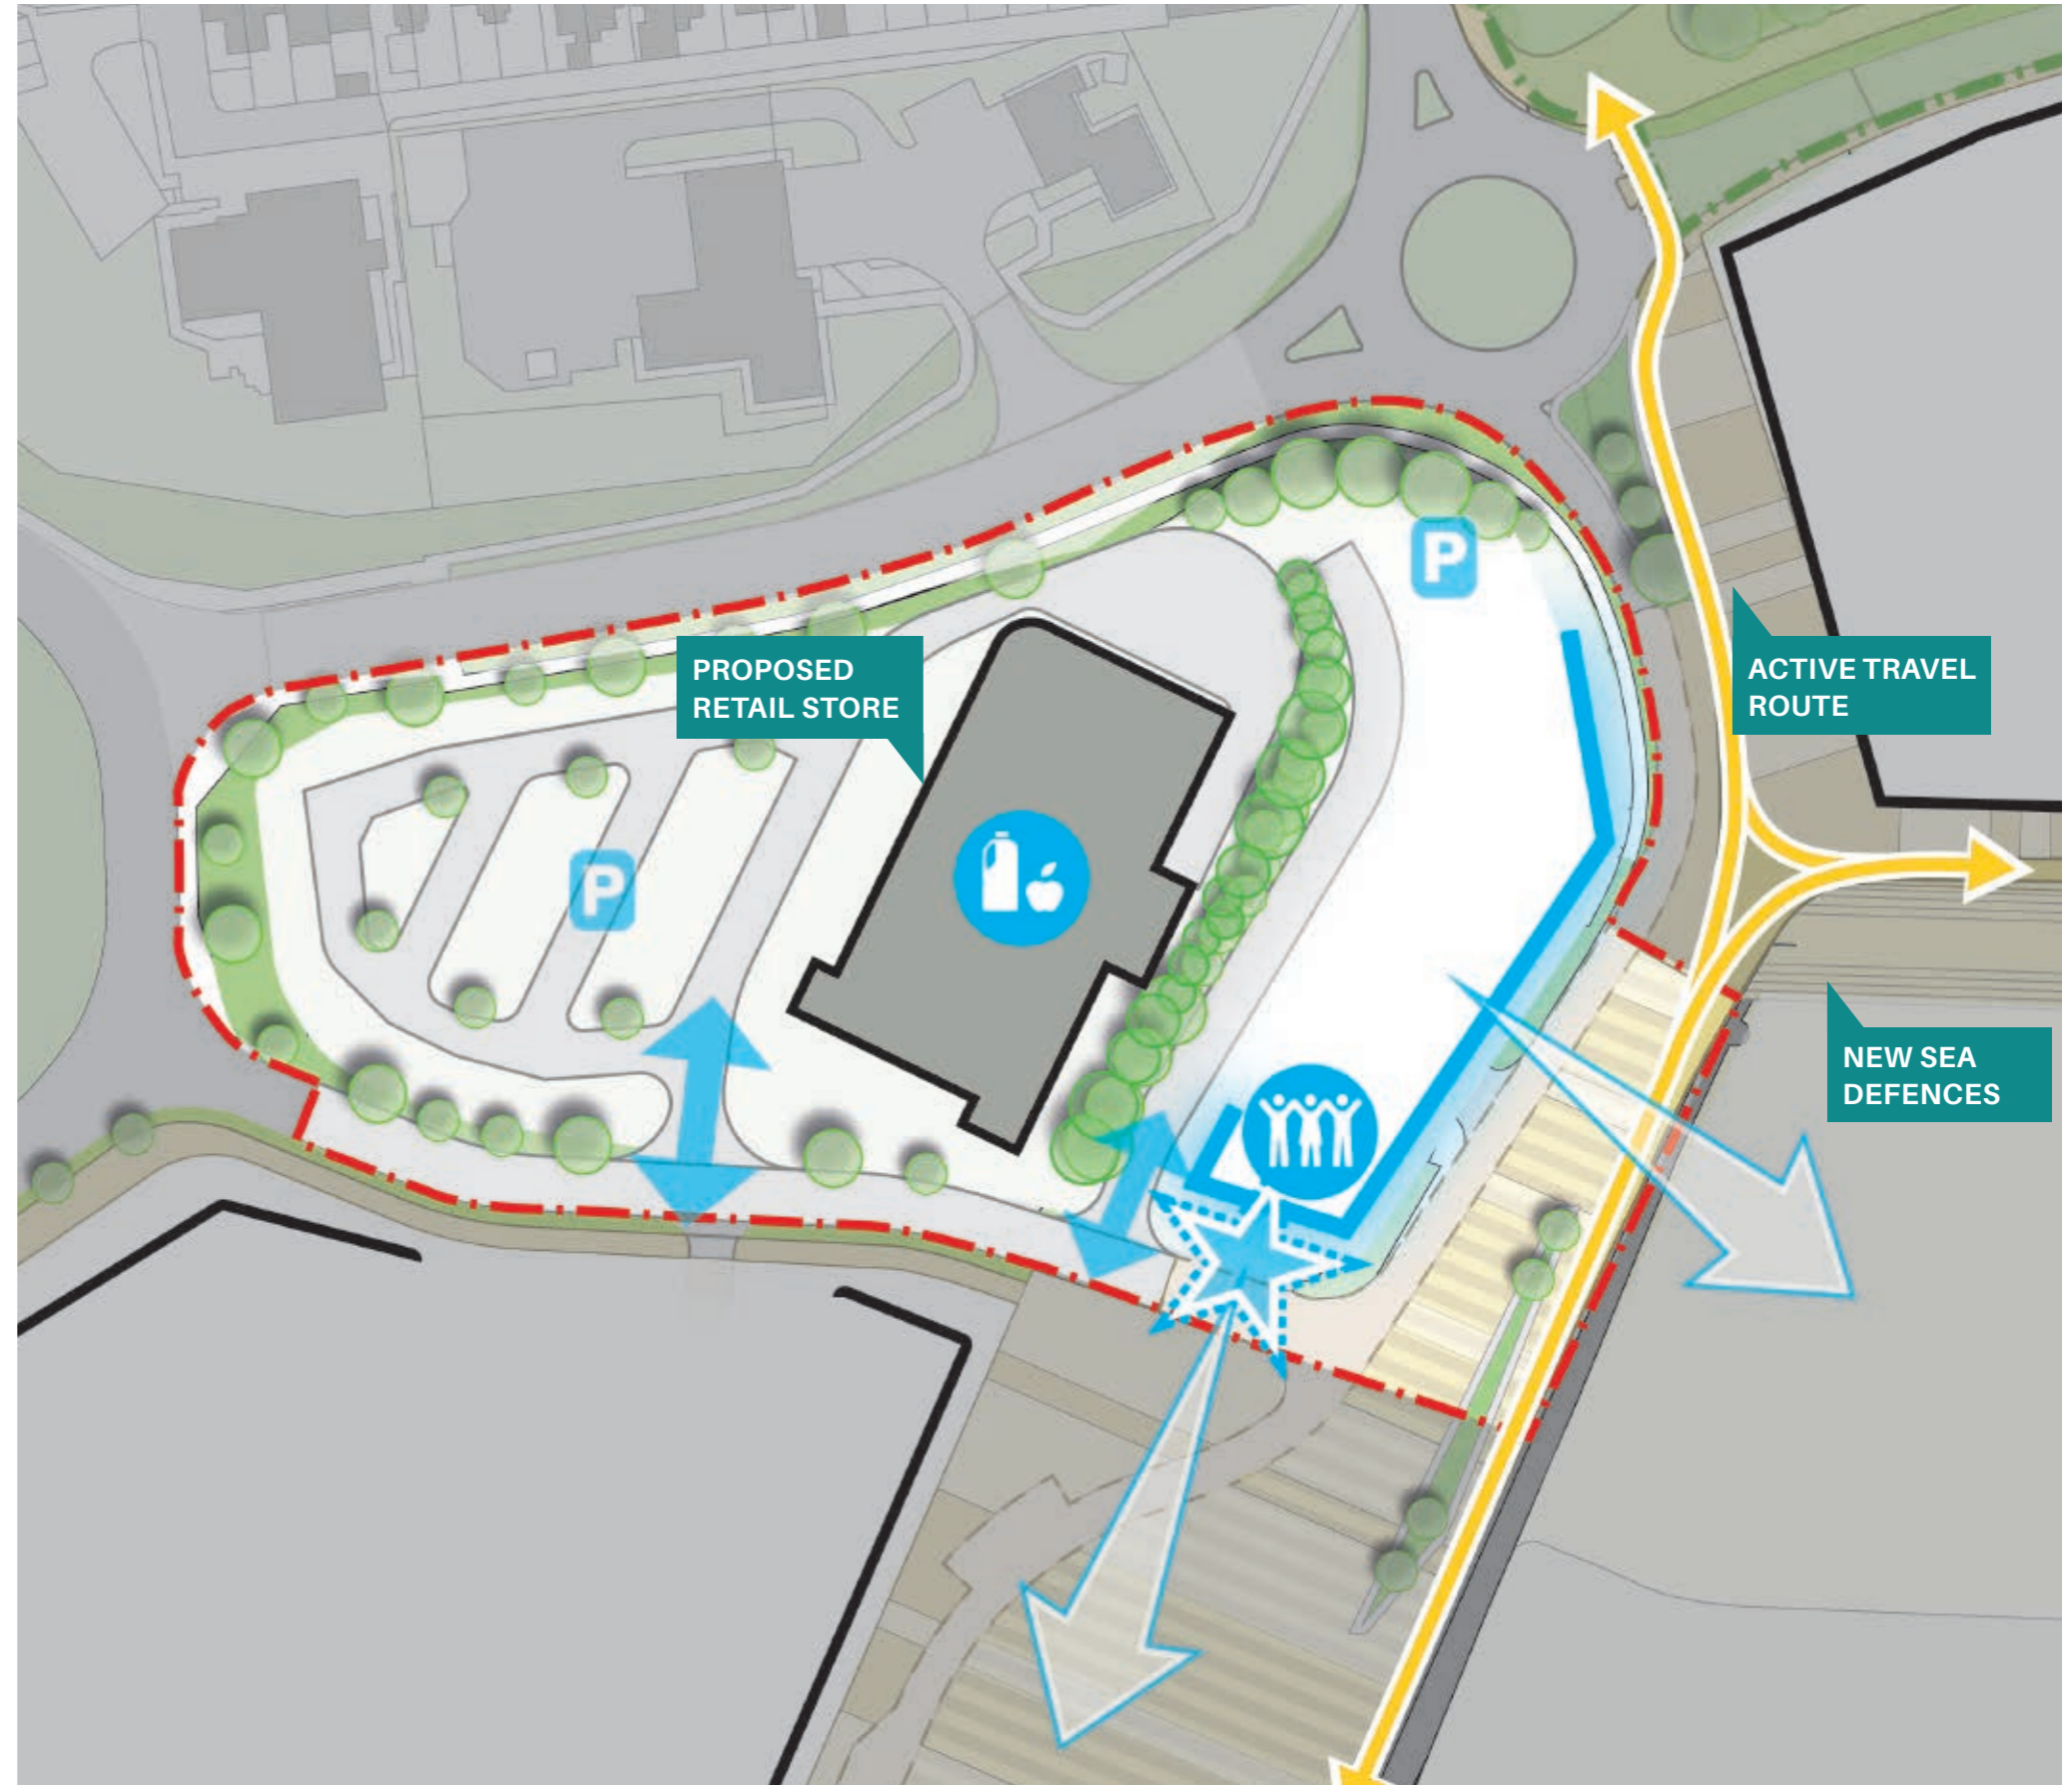 P
PROPOSED
RETAIL STORE
ACTIVE TRAVEL
ROUTE
P
NEW SEA
DEFENCES